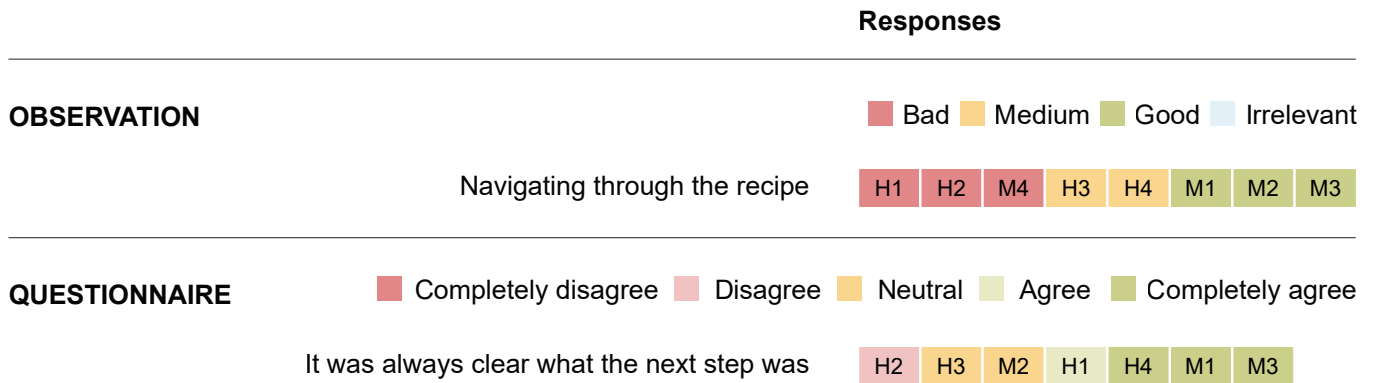 Responses
OBSERVATION Bad Medium Good Irrelevant
Navigating through the recipe H1 H2 M4 H3 H4 M1 M2 M3
QUESTIONNAIRE Completely disagree Disagree Neutral Agree Completely agree
It was always clear what the next step was H2 H3 M2 H1 H4 M1 M3